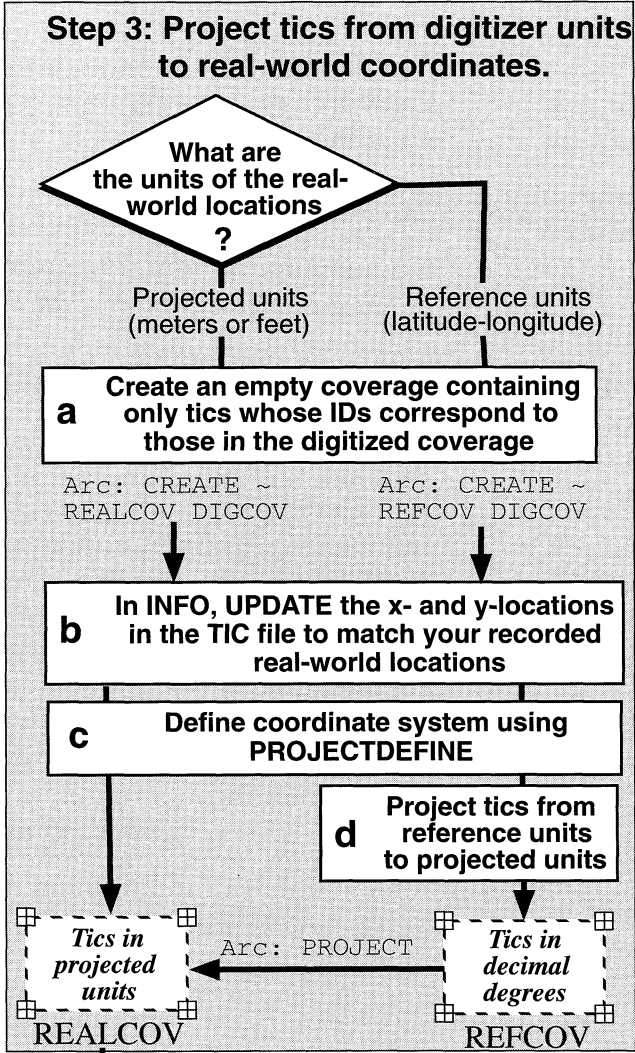 Step 3: Project tics from digitizer units
to real-world coordinates.
What are
the units of the real-
world locations
?
Projected units
(meters or feet)
Reference units
(latitude-longitude)
a
Create an empty coverage containing
only tics whose IDs correspond to
those in the digitized coverage
Arc: CREATE ~
REALCOV DIGCOV
Arc: CREATE ~
REFCOV DIGCOV
b
In INFO, UPDATE the x- and y-locations
in the TIC file to match your recorded
real-world locations
c
Define coordinate system using
PROJECTDEFINE
d
Project tics from
reference units
to projected units
Tics in
projected
units
Arc: PROJECT
Tics in
decimal
degrees
REALCOV
REFCOV